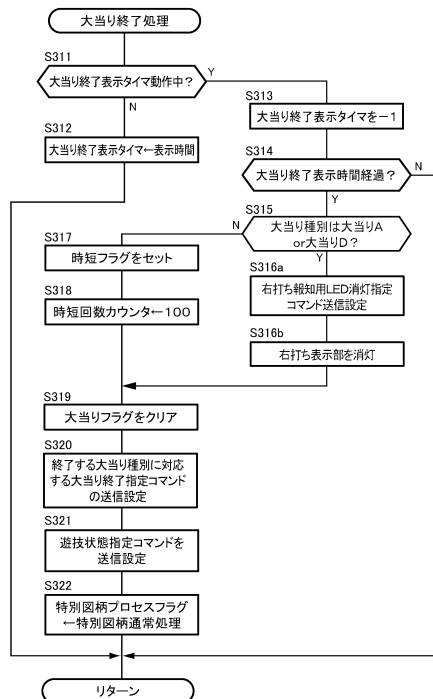 大当り終了処理
S311
大当り終了表示タイマ動作中?
Y
N
S312
大当り終了表示タイマ←表示時間
S313
大当り終了表示タイマを－1
S314
大当り終了表示時間経過?
N
Y
S315
大当り種別は大当りA
or大当りD?
N
Y
S316a
右打ち報知用LED消灯指定
コマンド送信設定
S316b
右打ち表示部を消灯
S317
時短フラグをセット
S318
時短回数カウンタ←100
S319
大当りフラグをクリア
S320
終了する大当り種別に対応
する大当り終了指定コマンド
の送信設定
S321
遊技状態指定コマンドを
送信設定
S322
特別図柄プロセスフラグ
←特別図柄通常処理
リターン